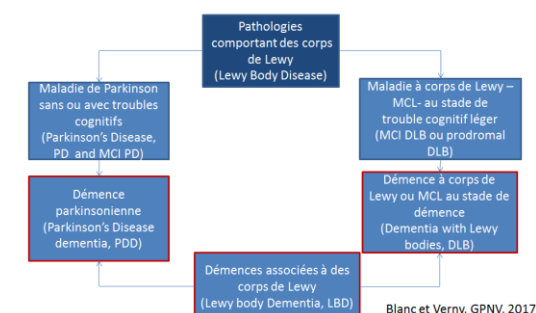 Pathologies
comportant des corps
de Lewy
(Lewy Body Disease)
Maladie de Parkinson
sans ou avec troubles
cognitifs
(Parkinson's Disease,
PD and MCI PD)
Maladie à corps de Lewy –
MCL- au stade de
trouble cognitif léger
(MCI DLB ou prodromal
DLB)
Démence
parkinsonienne
(Parkinson's Disease
dementia, PDD)
Démence à corps de
Lewy ou MCL au stade de
démence
(Dementia with Lewy
bodies, DLB)
Démences associées à des
corps de Lewy
(Lewy body Dementia, LBD)
Blanc et Verny, GPNV, 2017